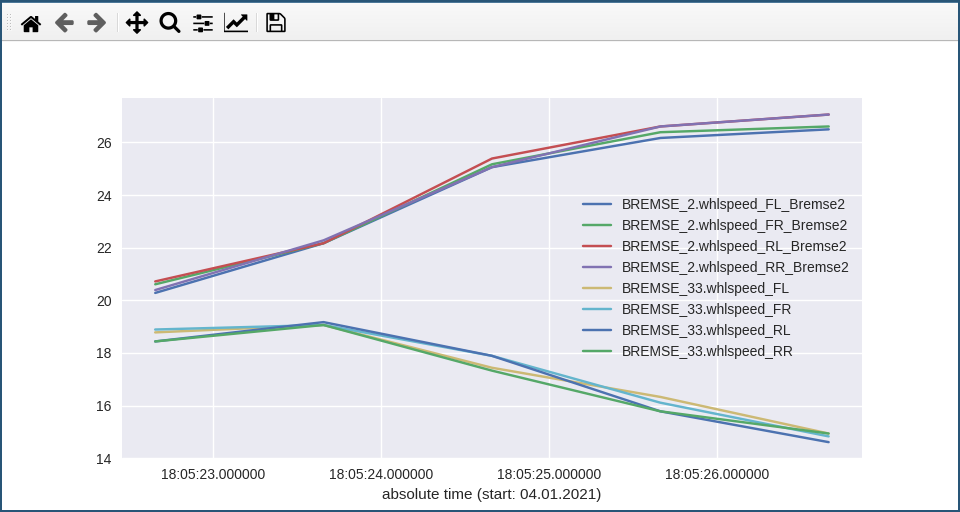 26
24
22
20
18
16
14
BREMSE_2.whlspeed_FL_Bremse2
BREMSE_2.whlspeed_FR_Bremse2
BREMSE_2.whlspeed_RL_Bremse2
BREMSE_2.whlspeed_RR_Bremse2
BREMSE_33.whlspeed_FL
BREMSE_33.whlspeed_FR
BREMSE_33.whlspeed_RL
BREMSE_33.whlspeed_RR
18:05:23.000000 18:05:24.000000 18:05:25.000000 18:05:26.000000
absolute time (start: 04.01.2021)